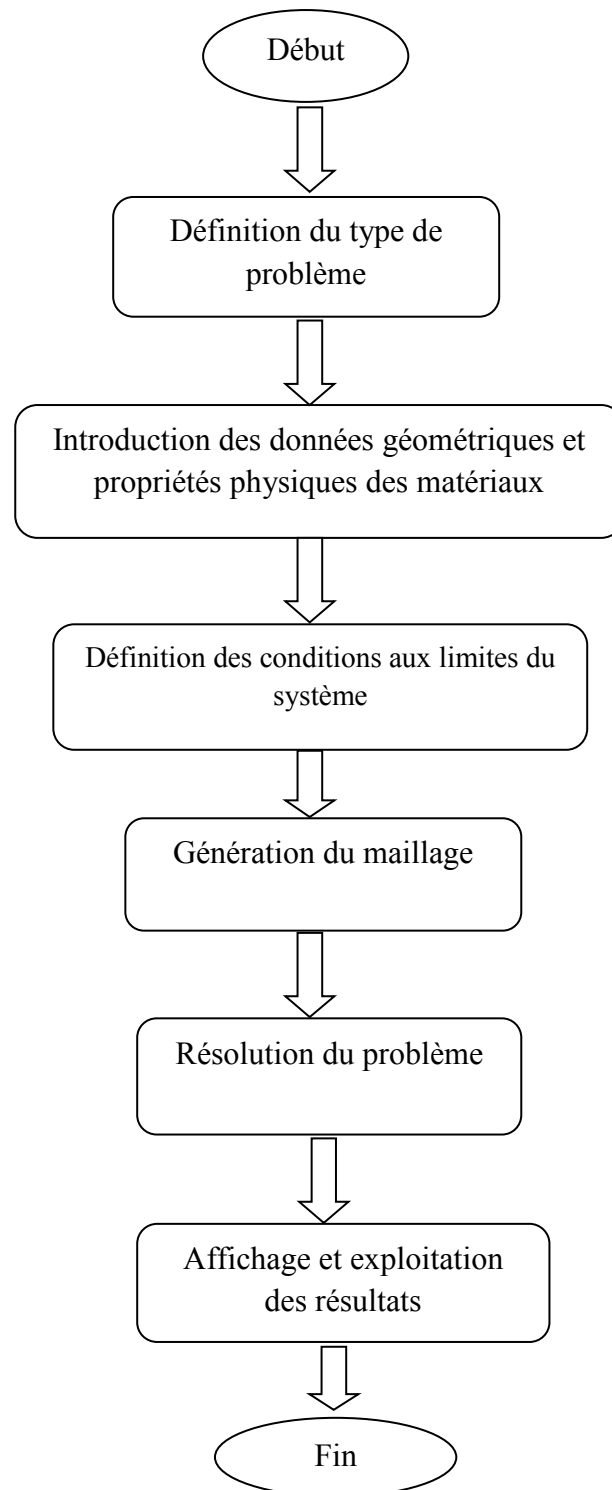 Début
Définition du type de
problème
Introduction des données géométriques et
propriétés physiques des matériaux
Définition des conditions aux limites du
système
Génération du maillage
Résolution du problème
Affichage et exploitation
des résultats
Fin